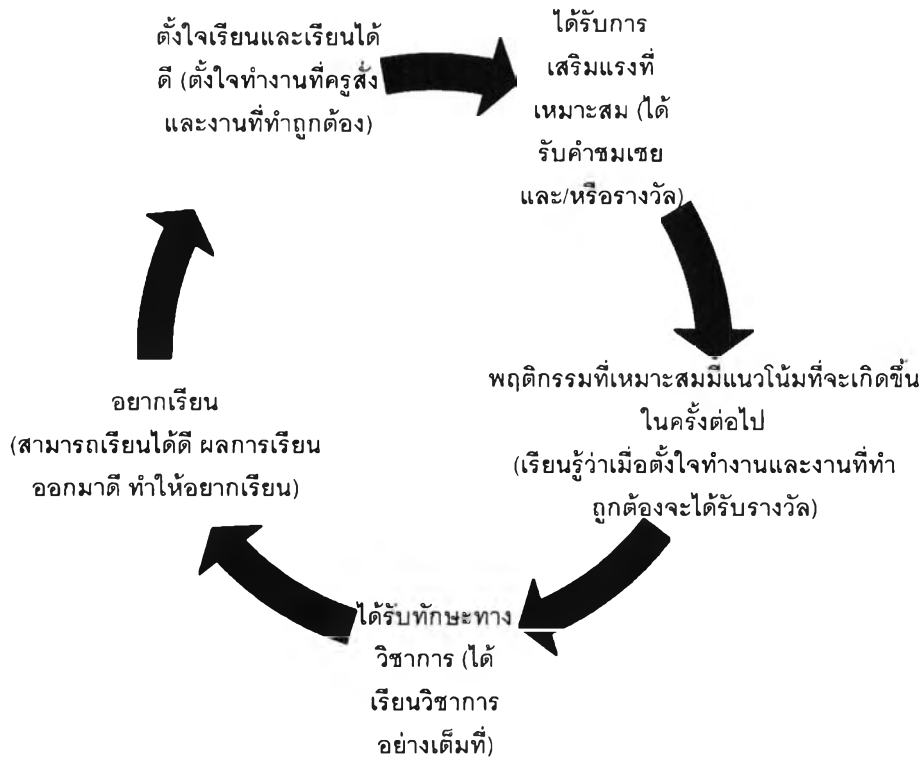 ตั้งใจเรียนและเรียนได้
ดี (ตั้งใจทำงานที่ครูสั่ง
และงานที่ทำถูกต้อง)
ได้รับการ
เสริมแรงที่
เหมาะสม (ได้
รับคำชมเชย
และ/หรือรางวัล)
พฤติกรรมที่เหมาะสมมีแนวโน้มที่จะเกิดขึ้น
ในครั้งต่อไป
(เรียนรู้ว่าเมื่อตั้งใจทำงานและงานที่ทำ
ถูกต้องจะได้รับรางวัล)
ได้รับทักษะทาง
วิชาการ (ได้
เรียนวิชาการ
อย่างเต็มที่)
อยากเรียน
(สามารถเรียนได้ดี ผลการเรียน
ออกมาดี ทำให้อยากเรียน)